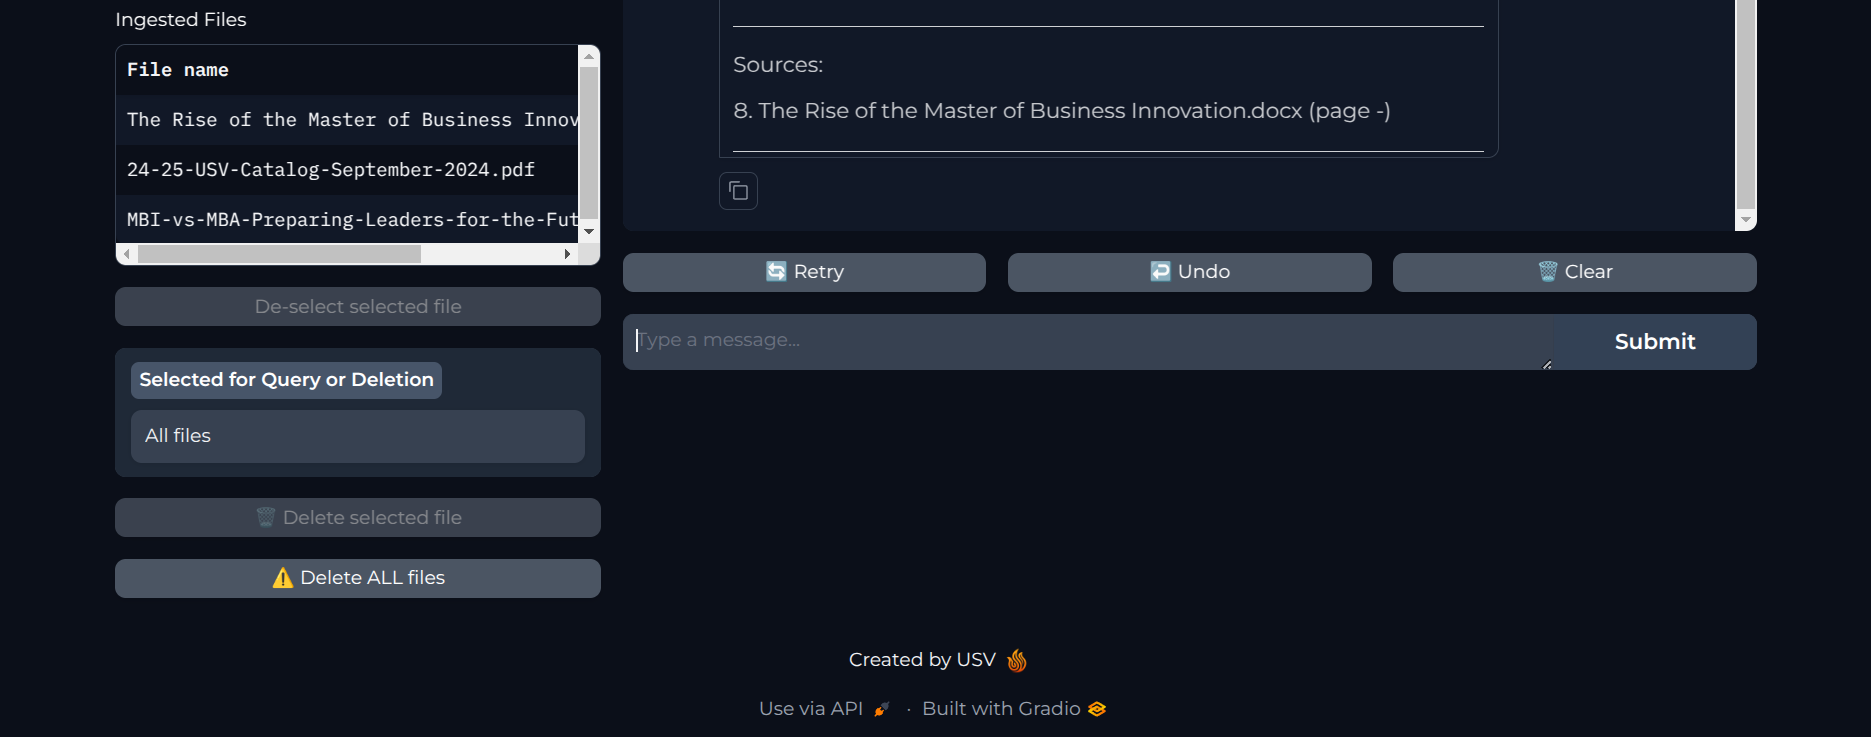 Ingested Files
File name
The Rise of the Master of Business Innov
24-25-USV-Catalog-September-2024.pdf
MBI-vs-MBA-Preparing-Leaders-for-the-Fut
De-select selected file
Selected for Query or Deletion
All files
🗑️ Delete selected file
⚠️ Delete ALL files
Sources:
8. The Rise of the Master of Business Innovation.docx (page -)
🔄 Retry
↩️ Undo
🗑️ Clear
Type a message...
Submit
Created by USV
Use via API · Built with Gradio